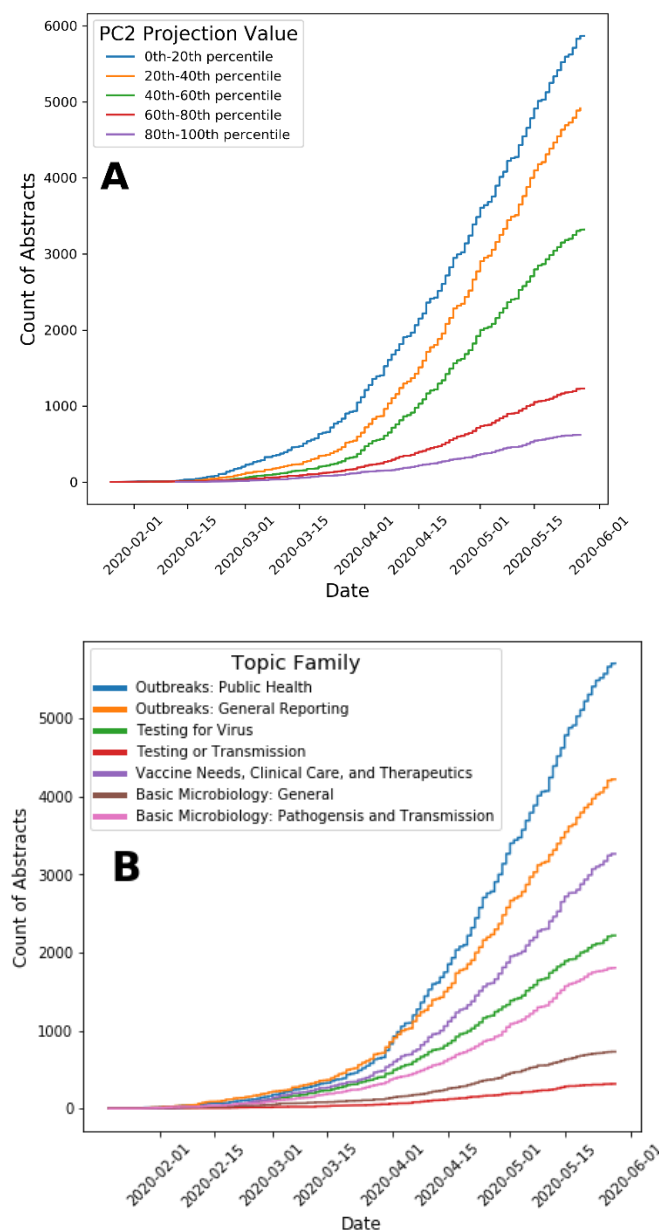 6000
5000
4000
3000
2000
1000
0
Count of Abstracts
PC2 Projection Value
0th-20th percentile
20th-40th percentile
40th-60th percentile
60th-80th percentile
80th-100th percentile
A
2020-02-01
2020-02-15
2020-03-01
2020-03-15
2020-04-01
2020-04-15
2020-05-01
2020-05-15
2020-06-01
Date
5000
4000
3000
2000
1000
0
Count of Abstracts
Topic Family
Outbreaks: Public Health
Outbreaks: General Reporting
Testing for Virus
Testing or Transmission
Vaccine Needs, Clinical Care, and Therapeutics
Basic Microbiology: General
Basic Microbiology: Pathogensis and Transmission
B
2020-02-01
2020-02-15
2020-03-01
2020-03-15
2020-04-01
2020-04-15
2020-05-01
2020-05-15
2020-06-01
Date